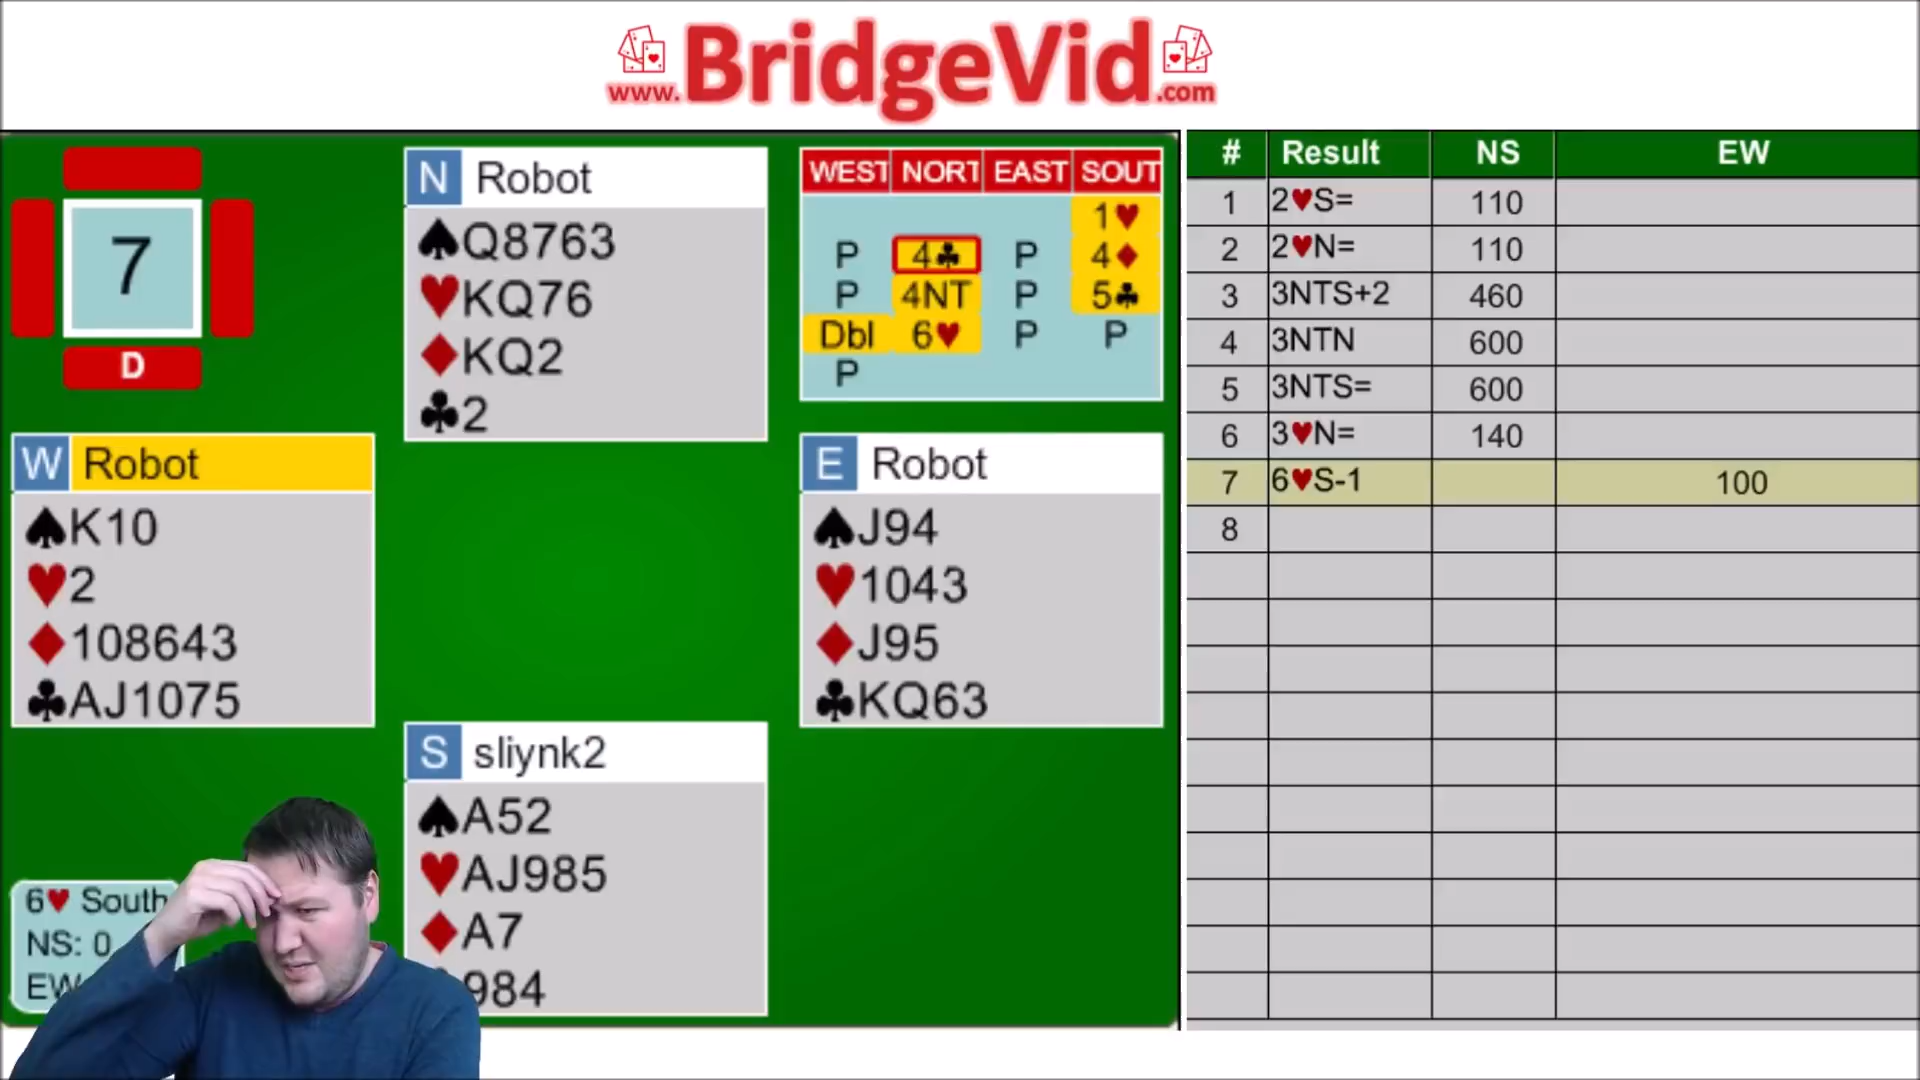 www.BridgeVid.com
7
D
N Robot
♠Q8763
♥KQ76
♦KQ2
♣2
WEST NORT EAST SOUT
1♥
P 4♣ P 4♦
P 4NT P 5♣
Dbl 6♥ P P
P
W Robot
♠K10
♥2
♦108643
♣AJ1075
E Robot
♠J94
♥1043
♦J95
♣KQ63
S sliynk2
♠A52
♥AJ985
♦A7
984
6♥ South
NS: 0
EW
# Result NS EW
1 2♥S= 110
2 2♥N= 110
3 3NTS+2 460
4 3NTN 600
5 3NTS= 600
6 3♥N= 140
7 6♥S-1 100
8